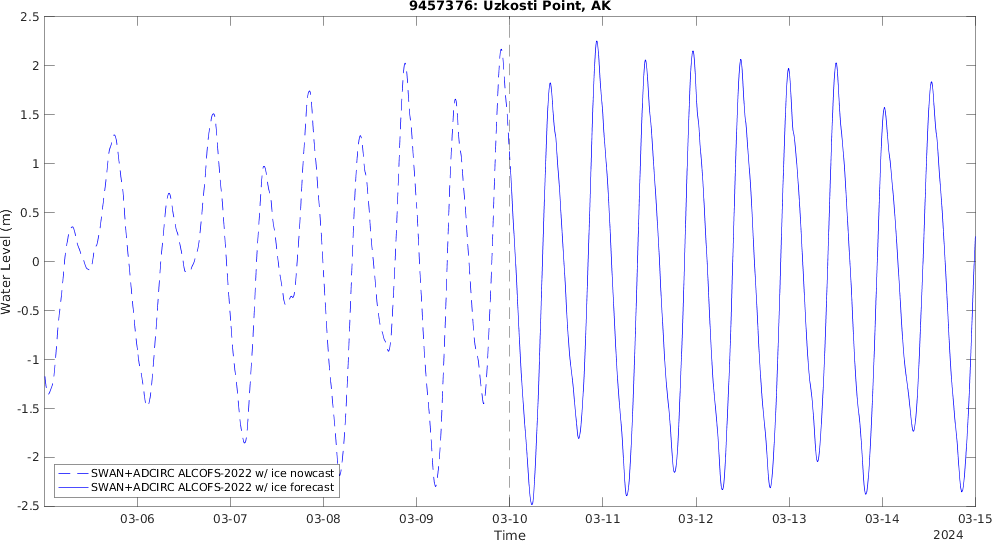 9457376: Uzkosti Point, AK
2.5
2
1.5
1
0.5
0
-0.5
-1
-1.5
-2
-2.5
Water Level (m)
SWAN+ADCIRC ALCOFS-2022 w/ ice nowcast
SWAN+ADCIRC ALCOFS-2022 w/ ice forecast
03-06 03-07 03-08 03-09 03-10 03-11 03-12 03-13 03-14 03-15
Time
2024